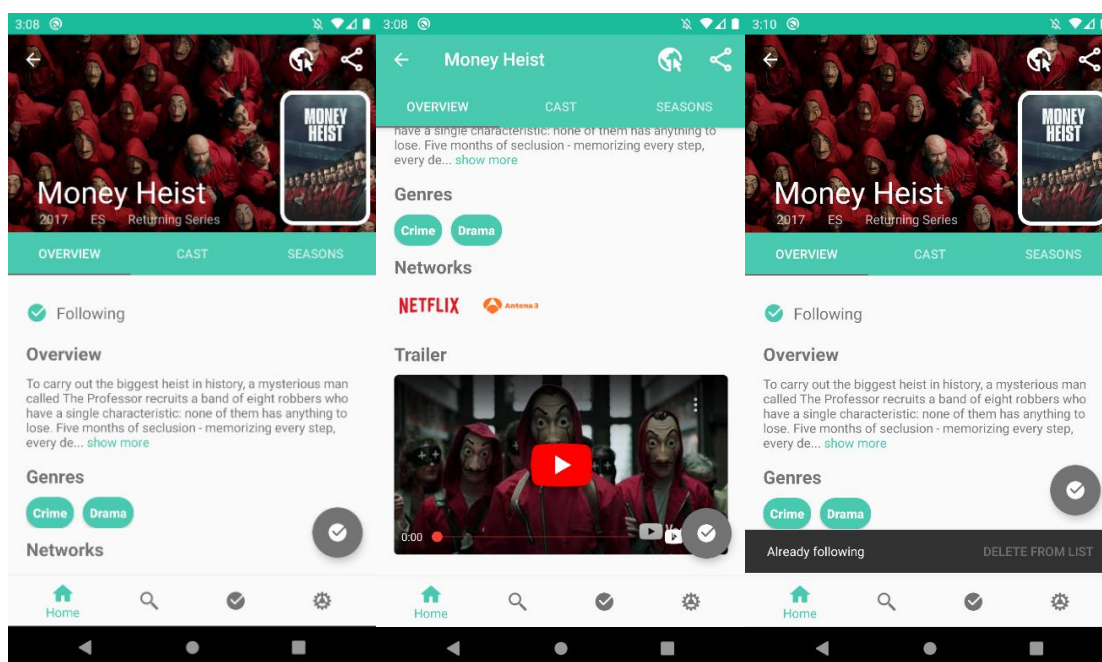 3:08
MONEY
HEIST
Money Heist
2017 ES Returning Series
OVERVIEW CAST SEASONS
Following
Overview
To carry out the biggest heist in history, a mysterious man
called The Professor recruits a band of eight robbers who
have a single characteristic: none of them has anything to
lose. Five months of seclusion - memorizing every step,
every de... show more
Genres
Crime Drama
Networks
Home
3:08
Money Heist
OVERVIEW CAST SEASONS
have a single characteristic: none of them has anything to
lose. Five months of seclusion - memorizing every step,
every de... show more
Genres
Crime Drama
Networks
NETFLIX Antena 3
Trailer
0:00
Home
3:10
MONEY
HEIST
Money Heist
2017 ES Returning Series
OVERVIEW CAST SEASONS
Following
Overview
To carry out the biggest heist in history, a mysterious man
called The Professor recruits a band of eight robbers who
have a single characteristic: none of them has anything to
lose. Five months of seclusion - memorizing every step,
every de... show more
Genres
Crime Drama
Already following DELETE FROM LIST
Home